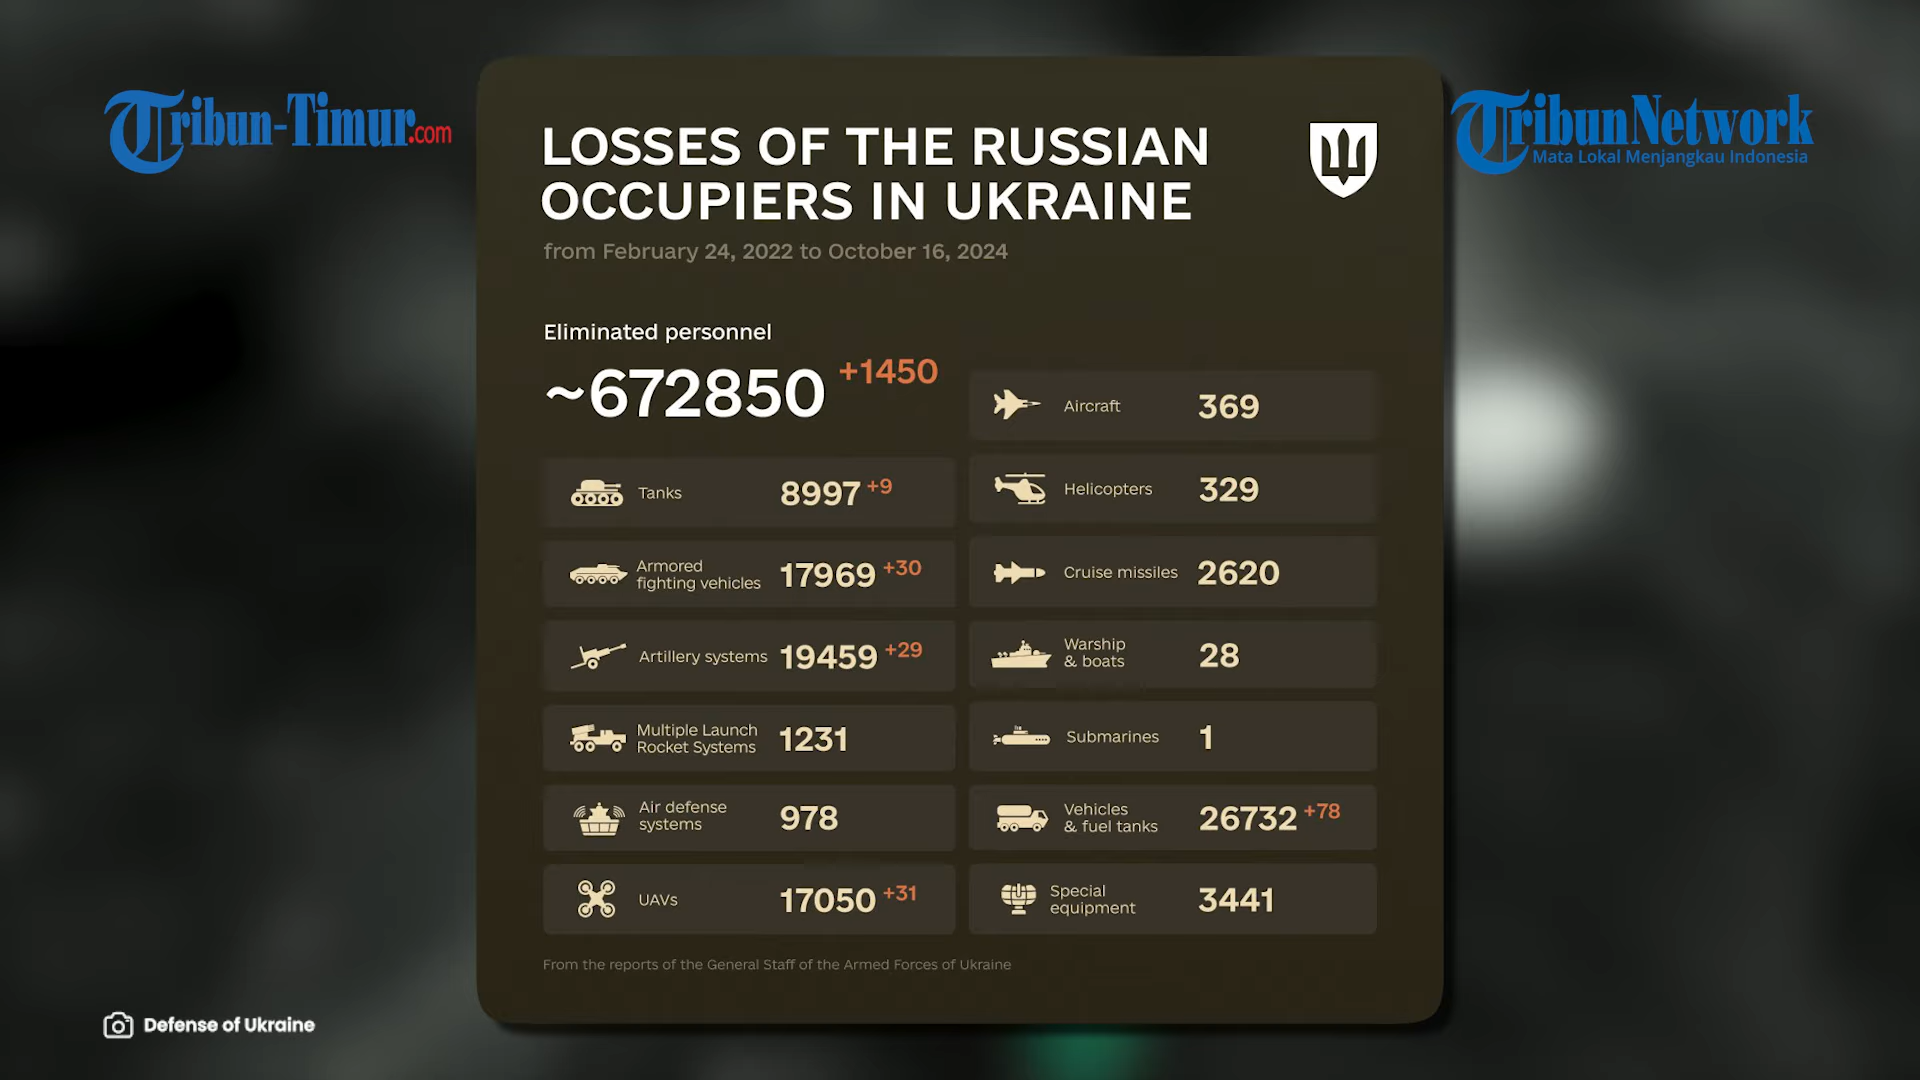 Tribun-Timur.com
TribunNetwork
Mata Lokal Menjangkau Indonesia
LOSSES OF THE RUSSIAN
OCCUPIERS IN UKRAINE
from February 24, 2022 to October 16, 2024
Eliminated personnel
~672850 +1450
Tanks 8997 +9
Armored
fighting vehicles 17969 +30
Artillery systems 19459 +29
Multiple Launch
Rocket Systems 1231
Air defense
systems 978
UAVs 17050 +31
Aircraft 369
Helicopters 329
Cruise missiles 2620
Warship
& boats 28
Submarines 1
Vehicles
& fuel tanks 26732 +78
Special
equipment 3441
From the reports of the General Staff of the Armed Forces of Ukraine
Defense of Ukraine